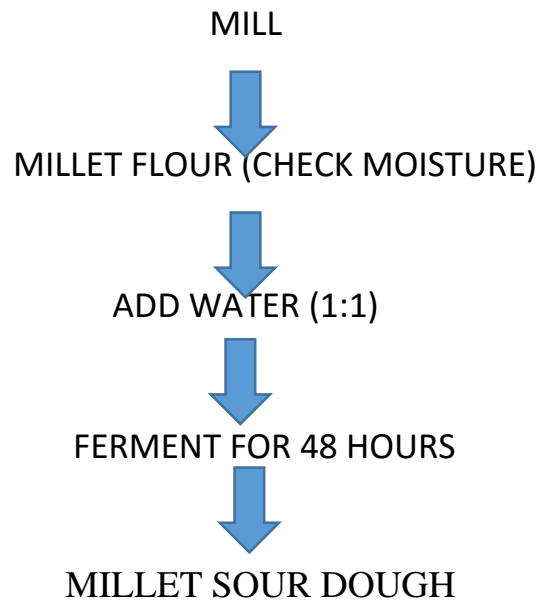 MILL
MILLET FLOUR (CHECK MOISTURE)
ADD WATER (1:1)
FERMENT FOR 48 HOURS
MILLET SOUR DOUGH